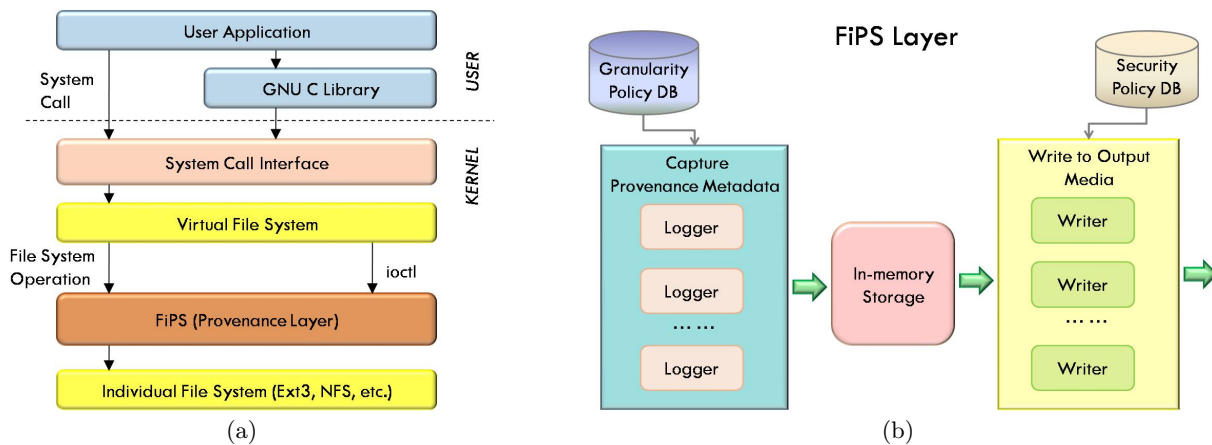 User Application
System
Call
GNU C Library
USER
System Call Interface
KERNEL
Virtual File System
File System
Operation
ioctl
FiPS (Provenance Layer)
Individual File System (Ext3, NFS, etc.)
(a)
FiPS Layer
Granularity
Policy DB
Security
Policy DB
Capture
Provenance Metadata
Logger
Logger
... ...
Logger
In-memory
Storage
Write to Output
Media
Writer
Writer
... ...
Writer
(b)